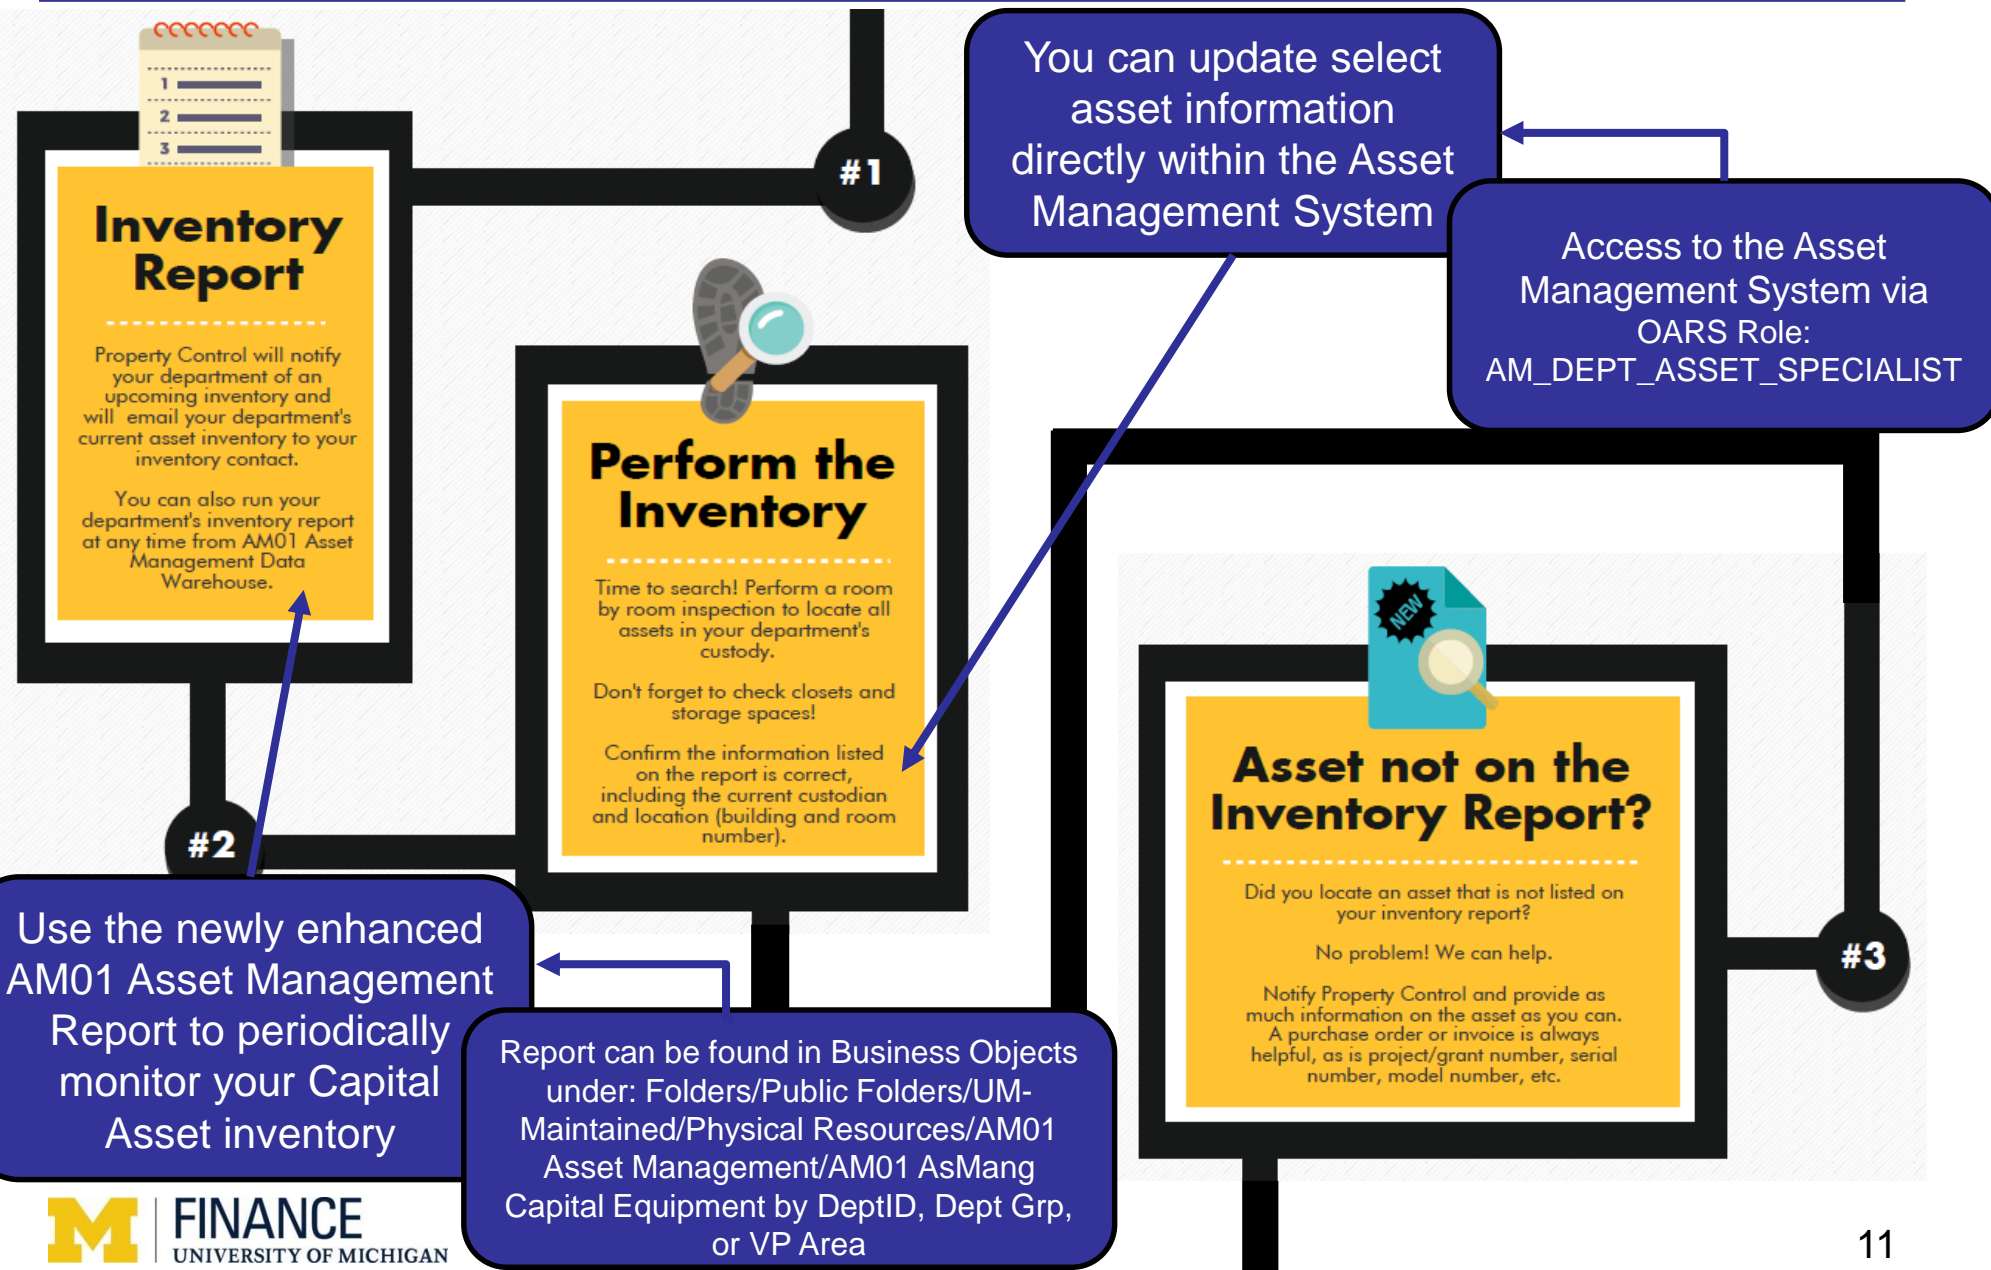 1
2
3
Inventory
Report
Property Control will notify
your department of an
upcoming inventory and
will email your department's
current asset inventory to your
inventory contact.
You can also run your
department's inventory report
at any time from AM01 Asset
Management Data
Warehouse.
#1
You can update select
asset information
directly within the Asset
Management System
Access to the Asset
Management System via
OARS Role:
AM_DEPT_ASSET_SPECIALIST
#2
Perform the
Inventory
Time to search! Perform a room
by room inspection to locate all
assets in your department's
custody.
Don't forget to check closets and
storage spaces!
Confirm the information listed
on the report is correct,
including the current custodian
and location (building and room
number).
NEW
Asset not on the
Inventory Report?
Did you locate an asset that is not listed on
your inventory report?
No problem! We can help.
Notify Property Control and provide as
much information on the asset as you can.
A purchase order or invoice is always
helpful, as is project/grant number, serial
number, model number, etc.
#3
Use the newly enhanced
AM01 Asset Management
Report to periodically
monitor your Capital
Asset inventory
Report can be found in Business Objects
under: Folders/Public Folders/UM-
Maintained/Physical Resources/AM01
Asset Management/AM01 AsMang
Capital Equipment by DeptID, Dept Grp,
or VP Area
M
FINANCE
UNIVERSITY OF MICHIGAN
11